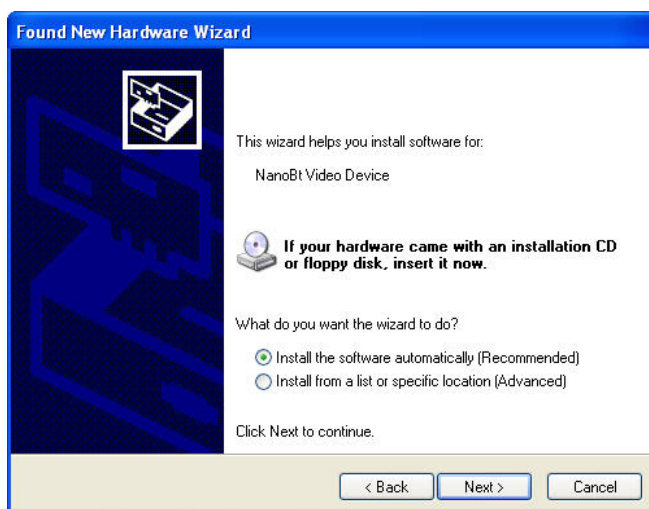 Found New Hardware Wizard
This wizard helps you install software for:
NanoBt Video Device
If your hardware came with an installation CD
or floppy disk, insert it now.
What do you want the wizard to do?
Install the software automatically (Recommended)
Install from a list or specific location (Advanced)
Click Next to continue.
< Back Next > Cancel